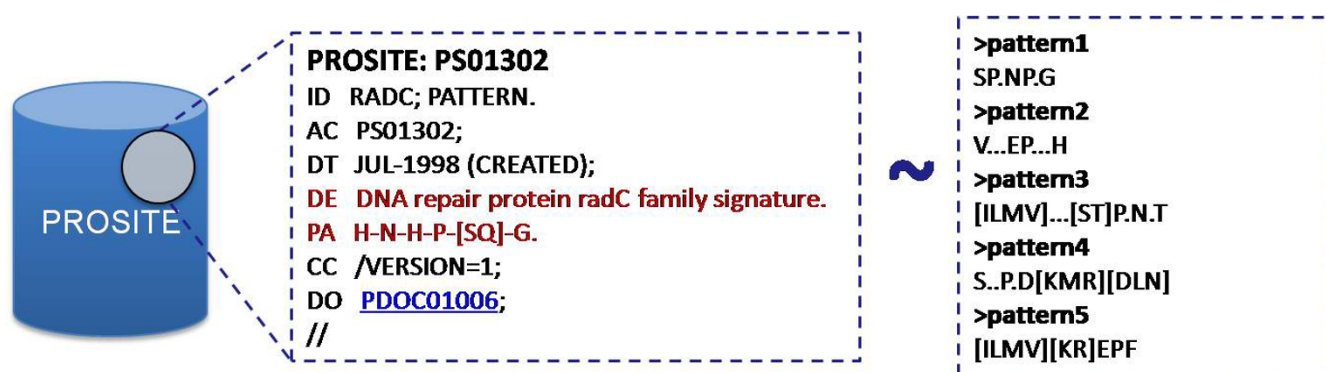 PROSITE
PROSITE: PS01302
ID RADC; PATTERN.
AC PS01302;
DT JUL-1998 (CREATED);
DE DNA repair protein radC family signature.
PA H-N-H-P-[SQ]-G.
CC /VERSION=1;
DO PDOC01006;
//
~
>pattern1
SP.NP.G
>pattern2
V...EP...H
>pattern3
[ILMV]...[ST]P.N.T
>pattern4
S..P.D[KMR][DLN]
>pattern5
[ILMV][KR]EPF